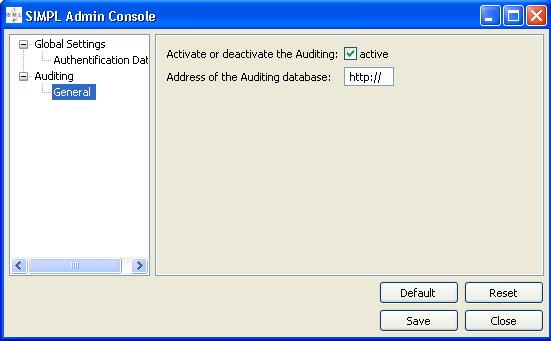 SIMPL Admin Console
Global Settings
Authentification Dat
Auditing
General
Activate or deactivate the Auditing: active
Address of the Auditing database: http://
Default Reset
Save Close